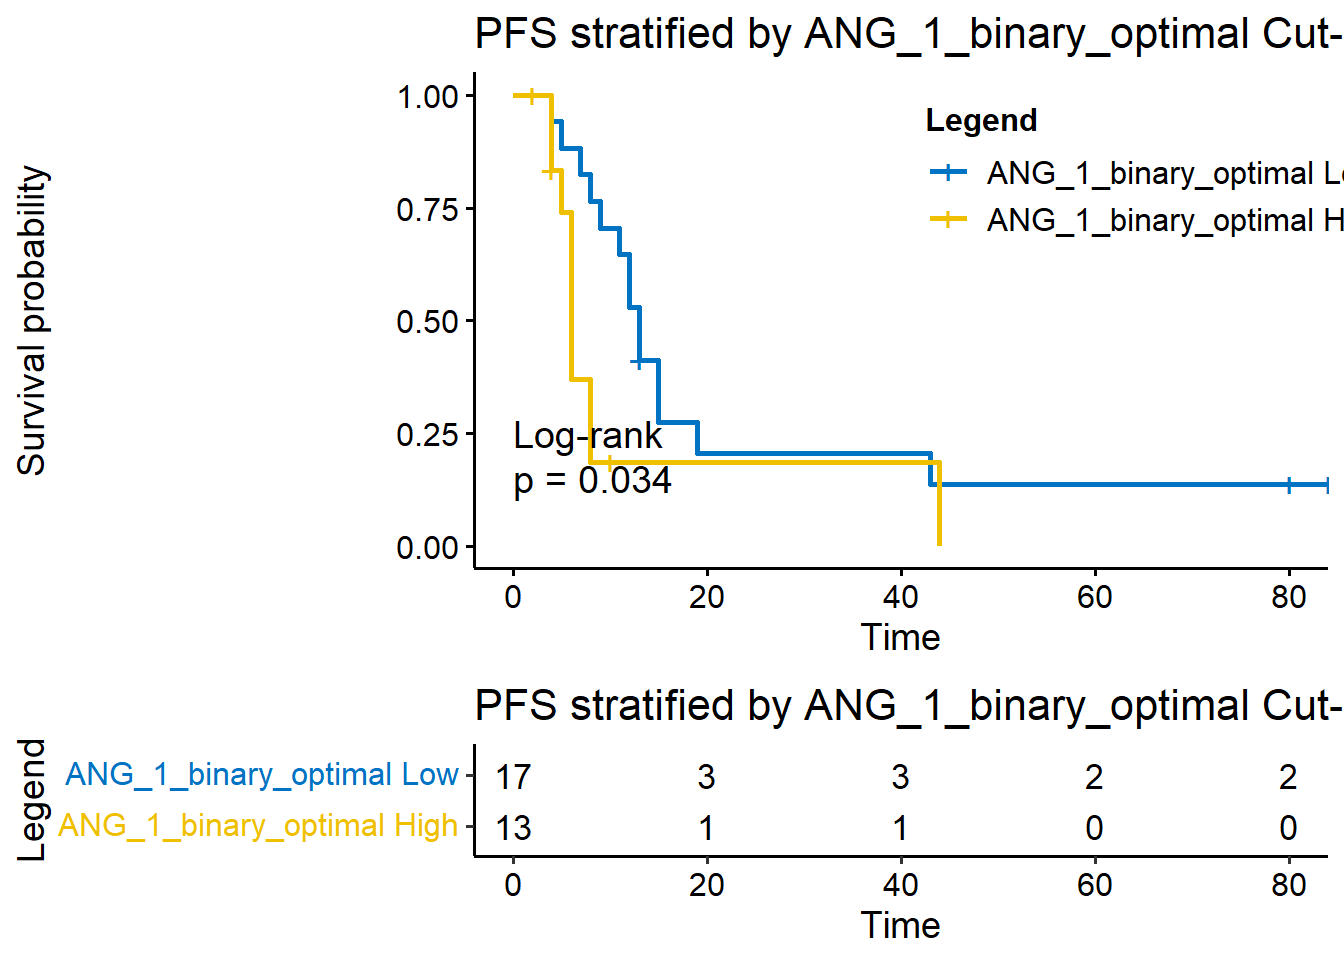 PFS stratified by ANG_1_binary_optimal Cut-
Survival probability
1.00
0.75
0.50
0.25
0.00
Legend
ANG_1_binary_optimal L
ANG_1_binary_optimal H
Log-rank
p = 0.034
0 20 40 60 80
Time
PFS stratified by ANG_1_binary_optimal Cut-
Legend
ANG_1_binary_optimal Low 17 3 3 2 2
ANG_1_binary_optimal High 13 1 1 0 0
0 20 40 60 80
Time